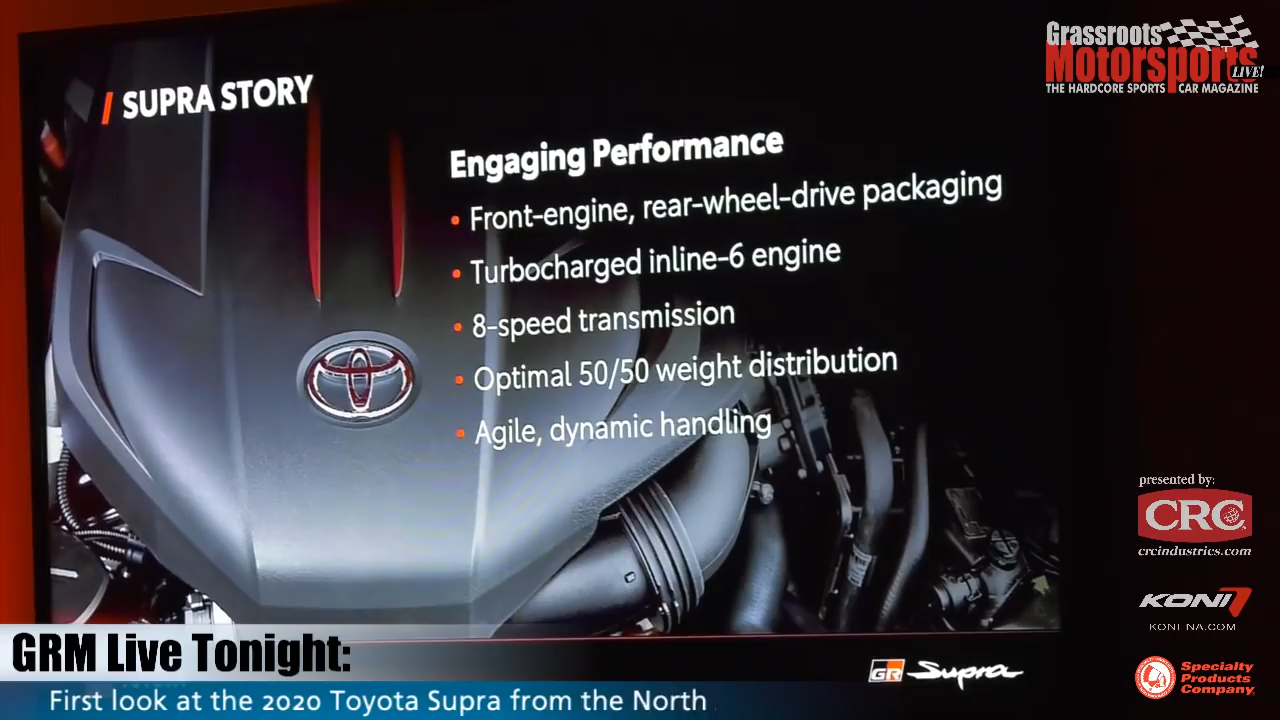 Grassroots
Motorsports
LIVE!
THE HARDCORE SPORTS CAR MAGAZINE
/ SUPRA STORY
Engaging Performance
• Front-engine, rear-wheel-drive packaging
• Turbocharged inline-6 engine
• 8-speed transmission
• Optimal 50/50 weight distribution
• Agile, dynamic handling
presented by:
CRC
crcindustries.com
KONI
KONI-NA.COM
GRM Live Tonight:
GR Supra
Specialty
Products
Company
First look at the 2020 Toyota Supra from the North